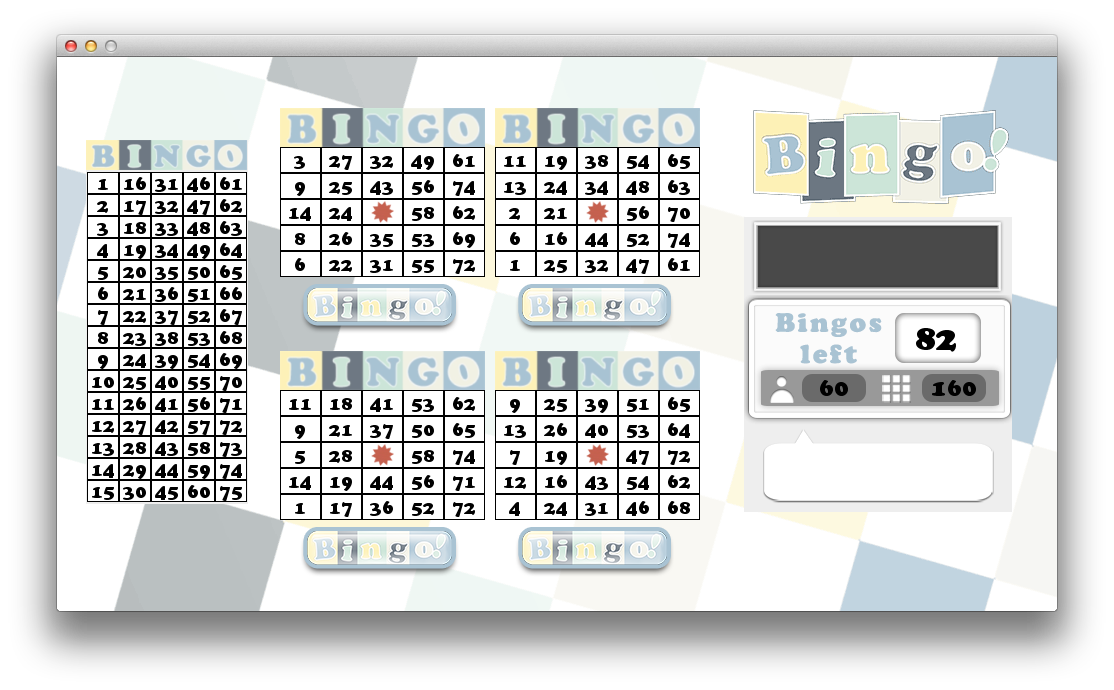 BINGO
1 16 31 46 61
2 17 32 47 62
3 18 33 48 63
4 19 34 49 64
5 20 35 50 65
6 21 36 51 66
7 22 37 52 67
8 23 38 53 68
9 24 39 54 69
10 25 40 55 70
11 26 41 56 71
12 27 42 57 72
13 28 43 58 73
14 29 44 59 74
15 30 45 60 75
BINGO
3 27 32 49 61
9 25 43 56 74
14 24 58 62
8 26 35 53 69
6 22 31 55 72
Bingo!
BINGO
11 19 38 54 65
13 24 34 48 63
2 21 56 70
6 16 44 52 74
1 25 32 47 61
Bingo!
BINGO
11 18 41 53 62
9 21 37 50 65
5 28 58 74
14 19 44 56 71
1 17 36 52 72
Bingo!
BINGO
9 25 39 51 65
13 26 40 53 64
7 19 47 72
12 16 43 54 62
4 24 31 46 68
Bingo!
Bingo!
Bingos
left
82
60 160